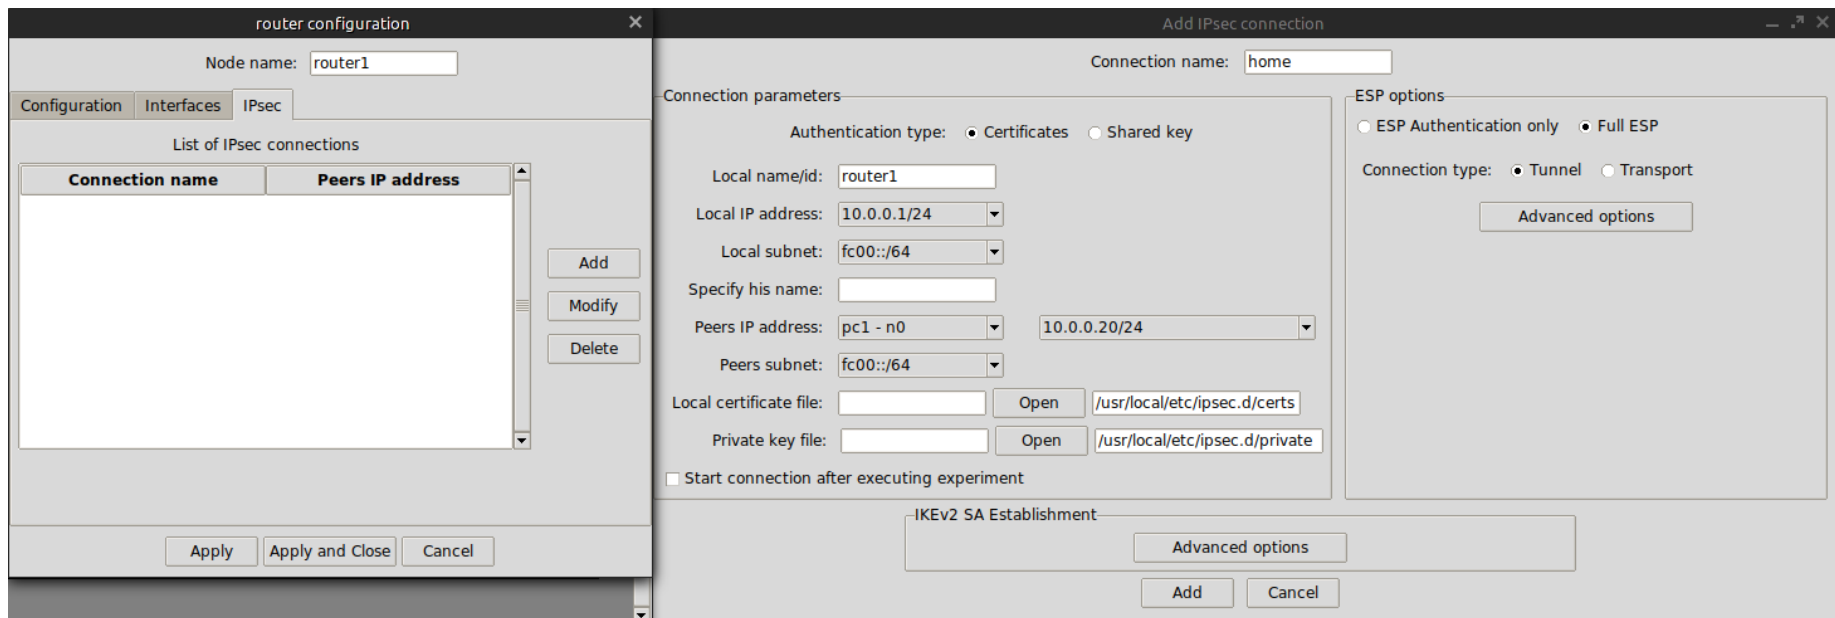 router configuration
Node name: router1
Configuration Interfaces IPsec
List of IPsec connections
Connection name Peers IP address
Add
Modify
Delete
Apply Apply and Close Cancel
Add IPsec connection
Connection name: home
Connection parameters
Authentication type: Certificates Shared key
Local name/id: router1
Local IP address: 10.0.0.1/24
Local subnet: fc00::/64
Specify his name:
Peers IP address: pc1 - n0 10.0.0.20/24
Peers subnet: fc00::/64
Local certificate file: Open /usr/local/etc/ipsec.d/certs
Private key file: Open /usr/local/etc/ipsec.d/private
Start connection after executing experiment
ESP options
ESP Authentication only Full ESP
Connection type: Tunnel Transport
Advanced options
IKEv2 SA Establishment
Advanced options
Add Cancel